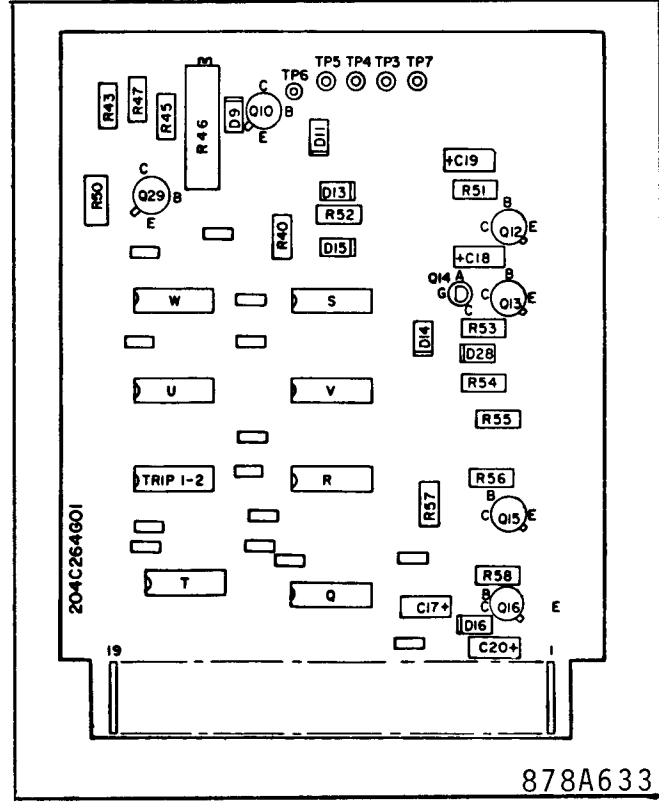 TP6 TP5 TP4 TP3 TP7
R43 R47 R45 R46 D9 C Q10 B E
D11
+C19
R51
R50 C Q29 B E
D13
R52
R40
D15
B C Q12 E
+C18
Q14 A G C
B C Q13 E
W S
R53
D14
D28
U V
R54
R55
TRIP 1-2 R
R56
R57
B C Q15 E
204C264G01
T Q
R58
C17+
B C Q16 E
D16
C20+
19 1
878A633